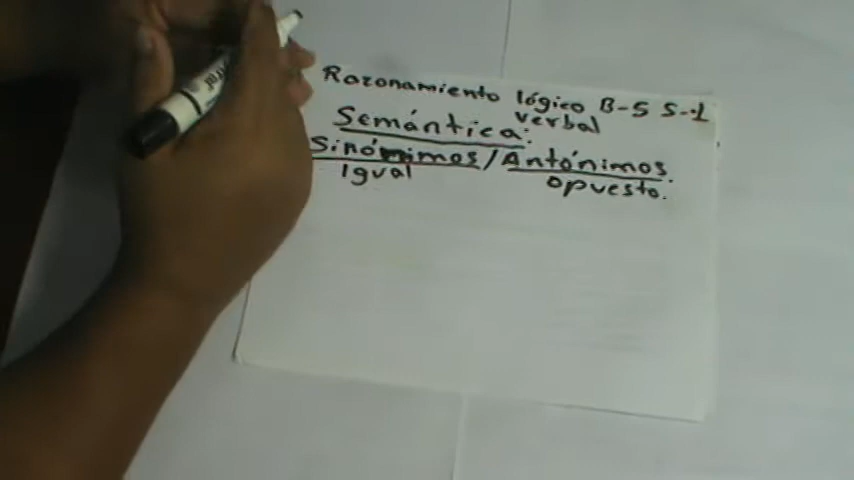 Razonamiento lógico B-5 S-1
verbal
Semántica:
Sinónimos/Antónimos.
Igual opuesto.